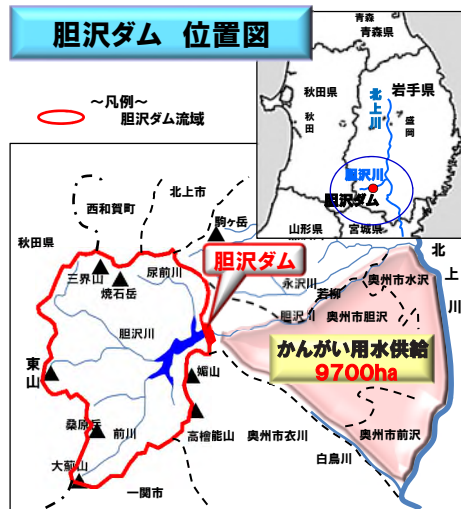 胆沢ダム 位置図
～凡例～
胆沢ダム流域
青森
青森県
秋田県
秋田
岩手県
盛岡
北上川
胆沢川
胆沢ダム
山形県
宮城県
北上市
西和賀町
秋田県
駒ヶ岳
三界山
焼石岳
尿前川
胆沢ダム
永沢川
若柳
胆沢川
奥州市水沢
奥州市胆沢
北上川
胆沢川
かんがい用水供給
9700ha
東山
媚山
桑原岳
前川
高檜能山
奥州市衣川
奥州市前沢
白鳥川
大薊山
一関市